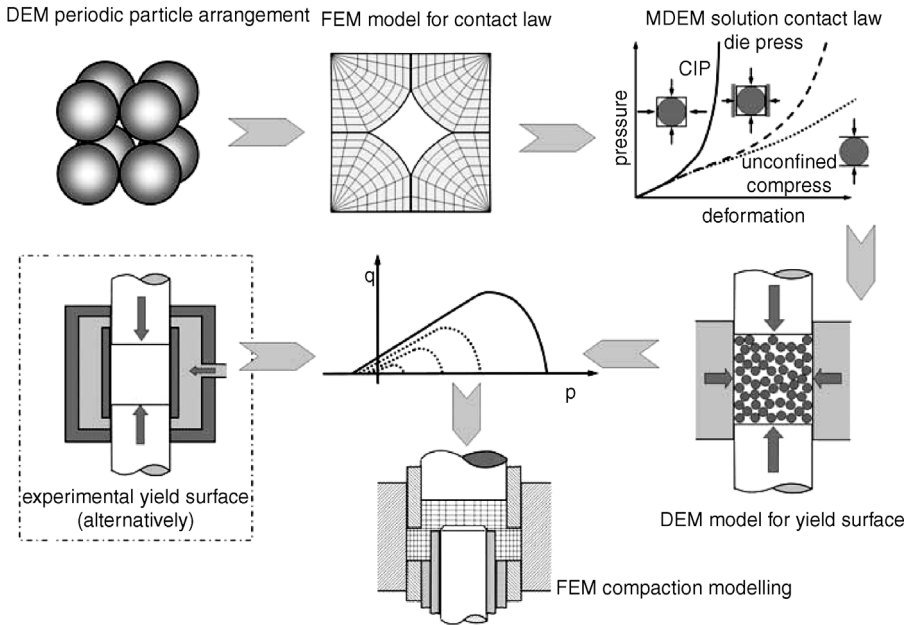 DEM periodic particle arrangement
FEM model for contact law
MDEM solution contact law
die press
CIP
pressure
unconfined
compress
deformation
q
p
experimental yield surface
(alternatively)
DEM model for yield surface
FEM compaction modelling